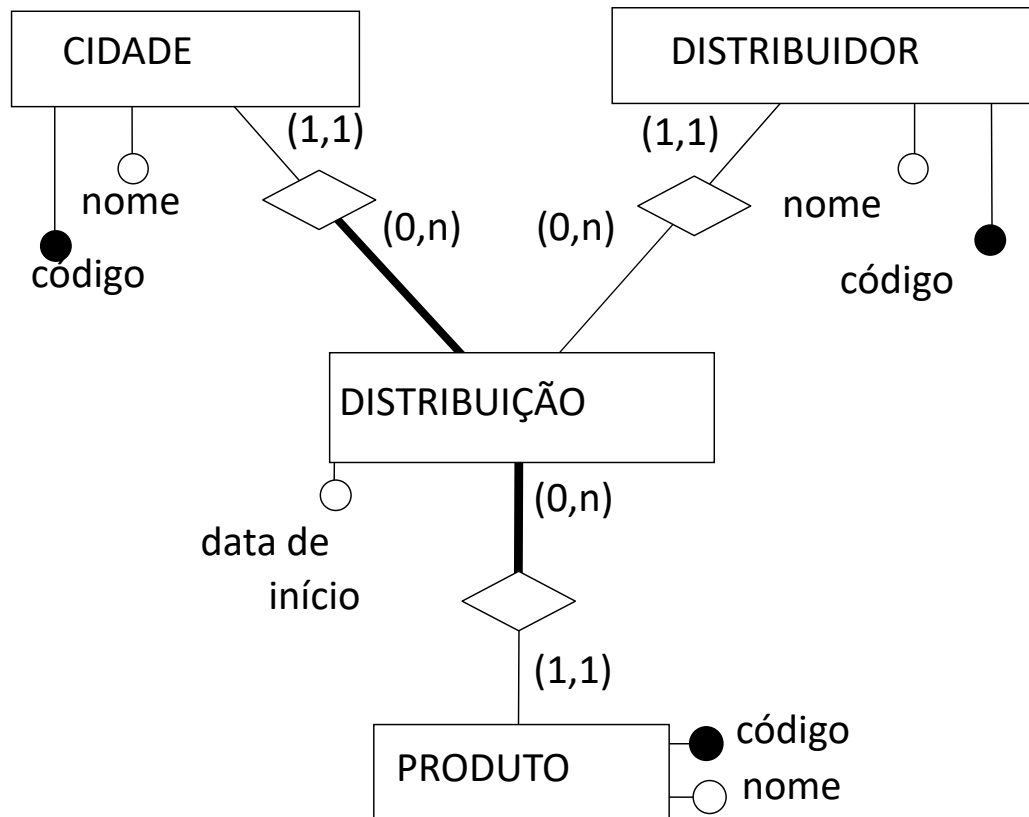 CIDADE
DISTRIBUIDOR
(1,1)
(1,1)
nome
nome
(0,n)
(0,n)
código
código
DISTRIBUIÇÃO
(0,n)
data de
início
(1,1)
código
PRODUTO
nome